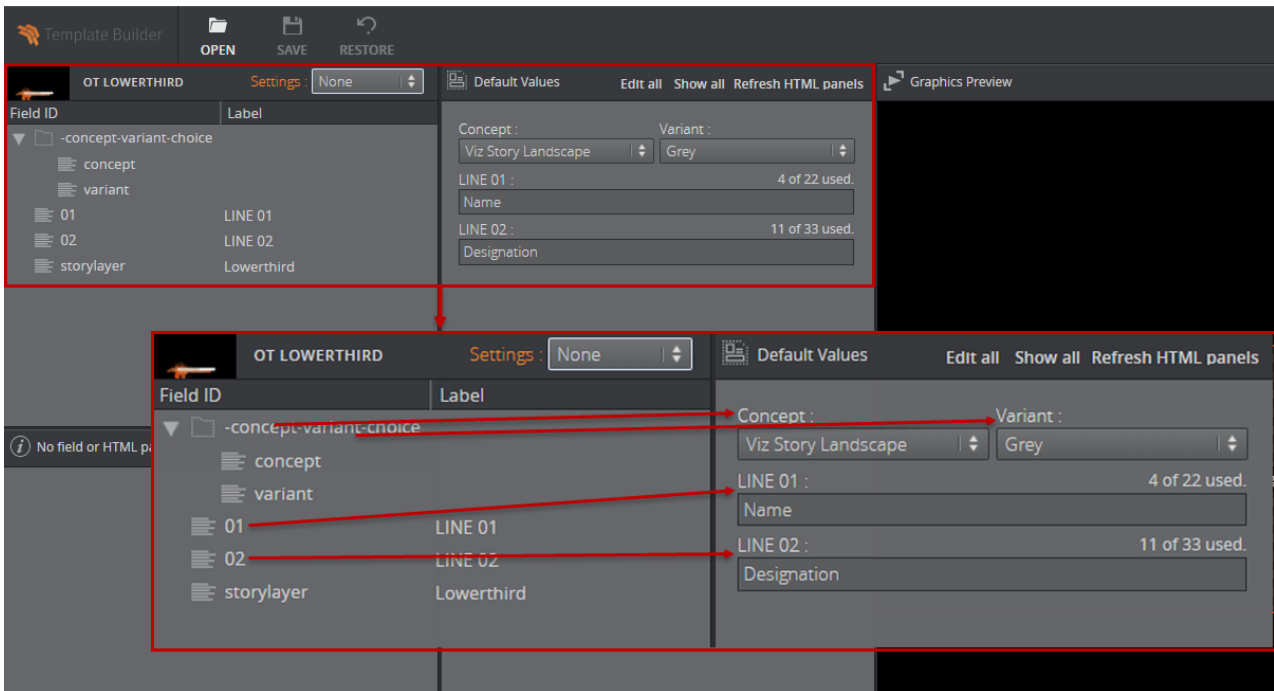 Template Builder
OPEN
SAVE
RESTORE
OT LOWERTHIRD
Settings : None
Default Values
Edit all Show all Refresh HTML panels
Graphics Preview
Field ID Label
-concept-variant-choice
concept
variant
01 LINE 01
02 LINE 02
storylayer Lowerthird
Concept : Variant :
Viz Story Landscape Grey
LINE 01 : 4 of 22 used.
Name
LINE 02 : 11 of 33 used.
Designation
No field or HTML
OT LOWERTHIRD
Settings : None
Default Values
Edit all Show all Refresh HTML panels
Field ID Label
-concept-variant-choice
concept
variant
01 LINE 01
02 LINE 02
storylayer Lowerthird
Concept : Variant :
Viz Story Landscape Grey
LINE 01 : 4 of 22 used.
Name
LINE 02 : 11 of 33 used.
Designation